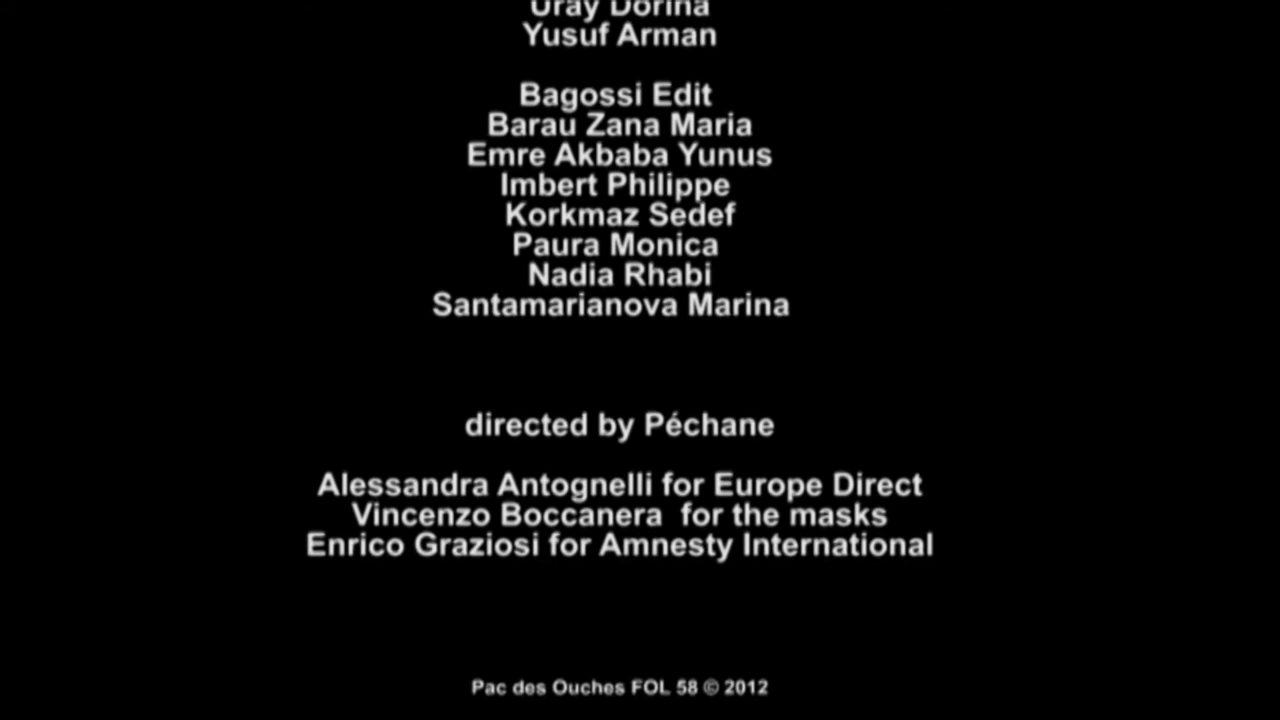 Uray Dorina
Yusuf Arman
Bagossi Edit
Barau Zana Maria
Emre Akbaba Yunus
Imbert Philippe
Korkmaz Sedef
Paura Monica
Nadia Rhabi
Santamarianova Marina
directed by Péchane
Alessandra Antognelli for Europe Direct
Vincenzo Boccanera for the masks
Enrico Graziosi for Amnesty International
Pac des Ouches FOL 58 © 2012